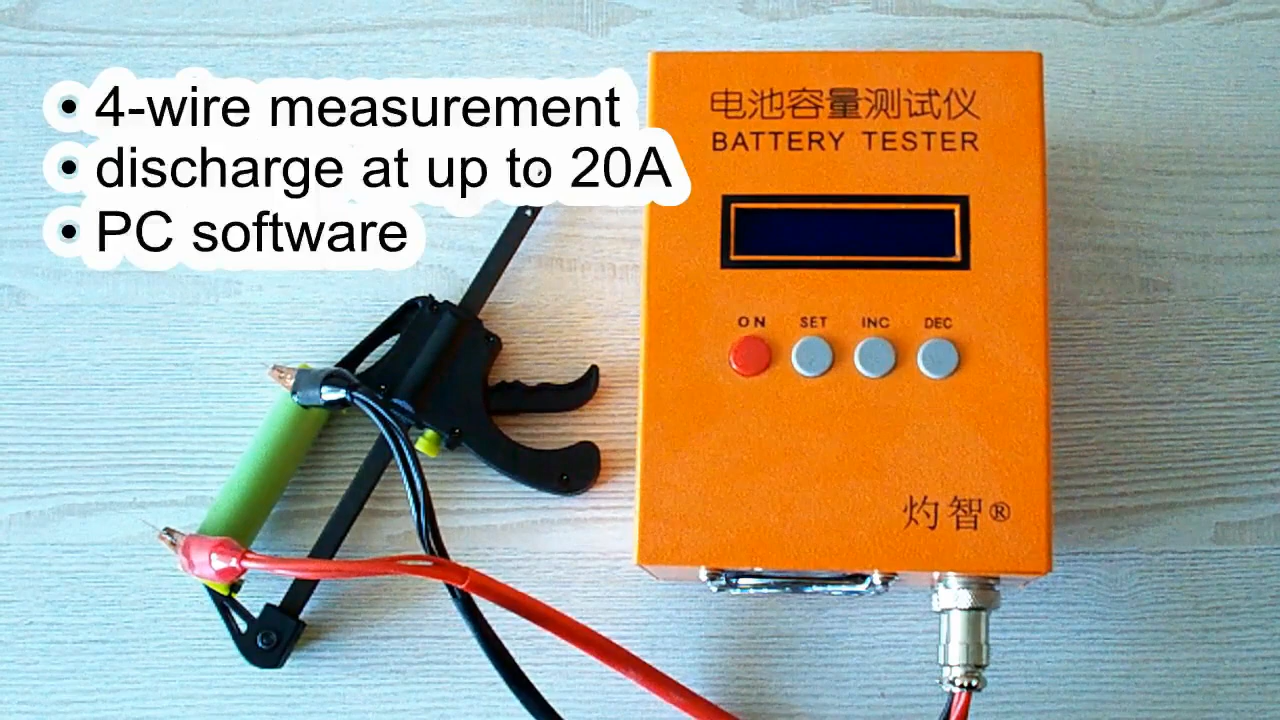 • 4-wire measurement
• discharge at up to 20A
• PC software
电池容量测试仪
BATTERY TESTER
ON SET INC DEC
灼智®